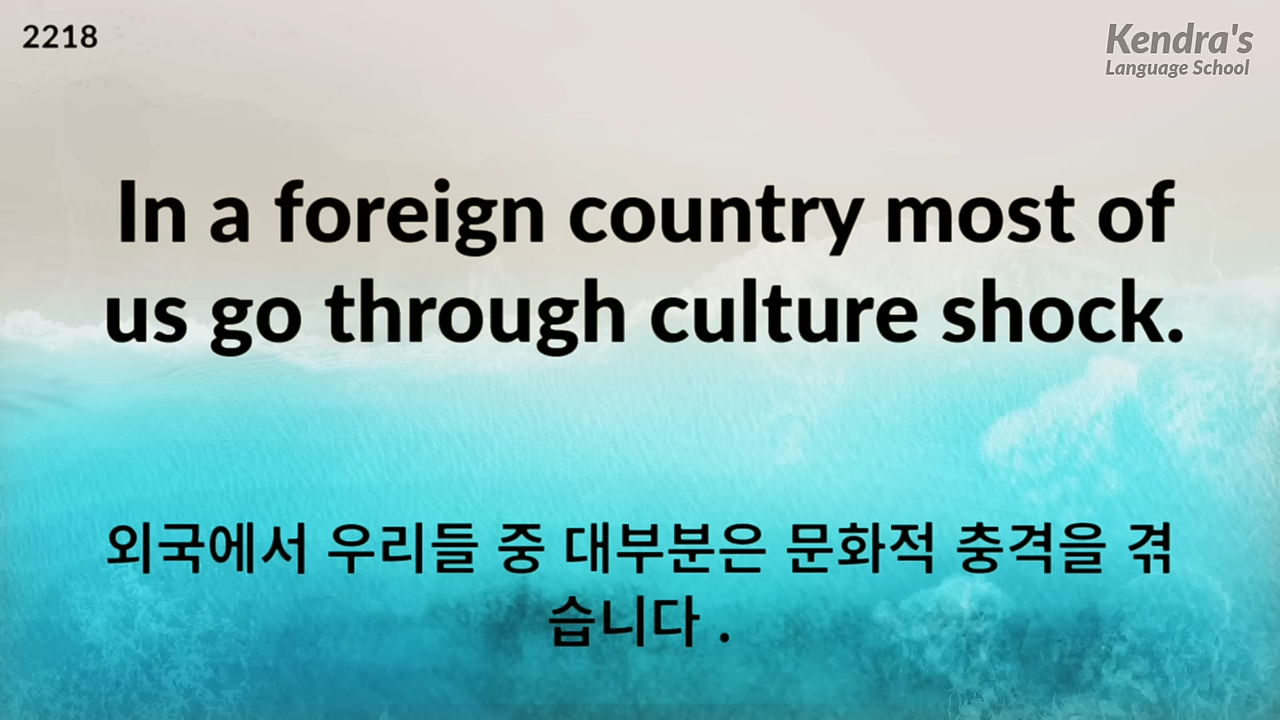 2218
Kendra's
Language School
In a foreign country most of
us go through culture shock.
외국에서 우리들 중 대부분은 문화적 충격을 겪
습니다 .